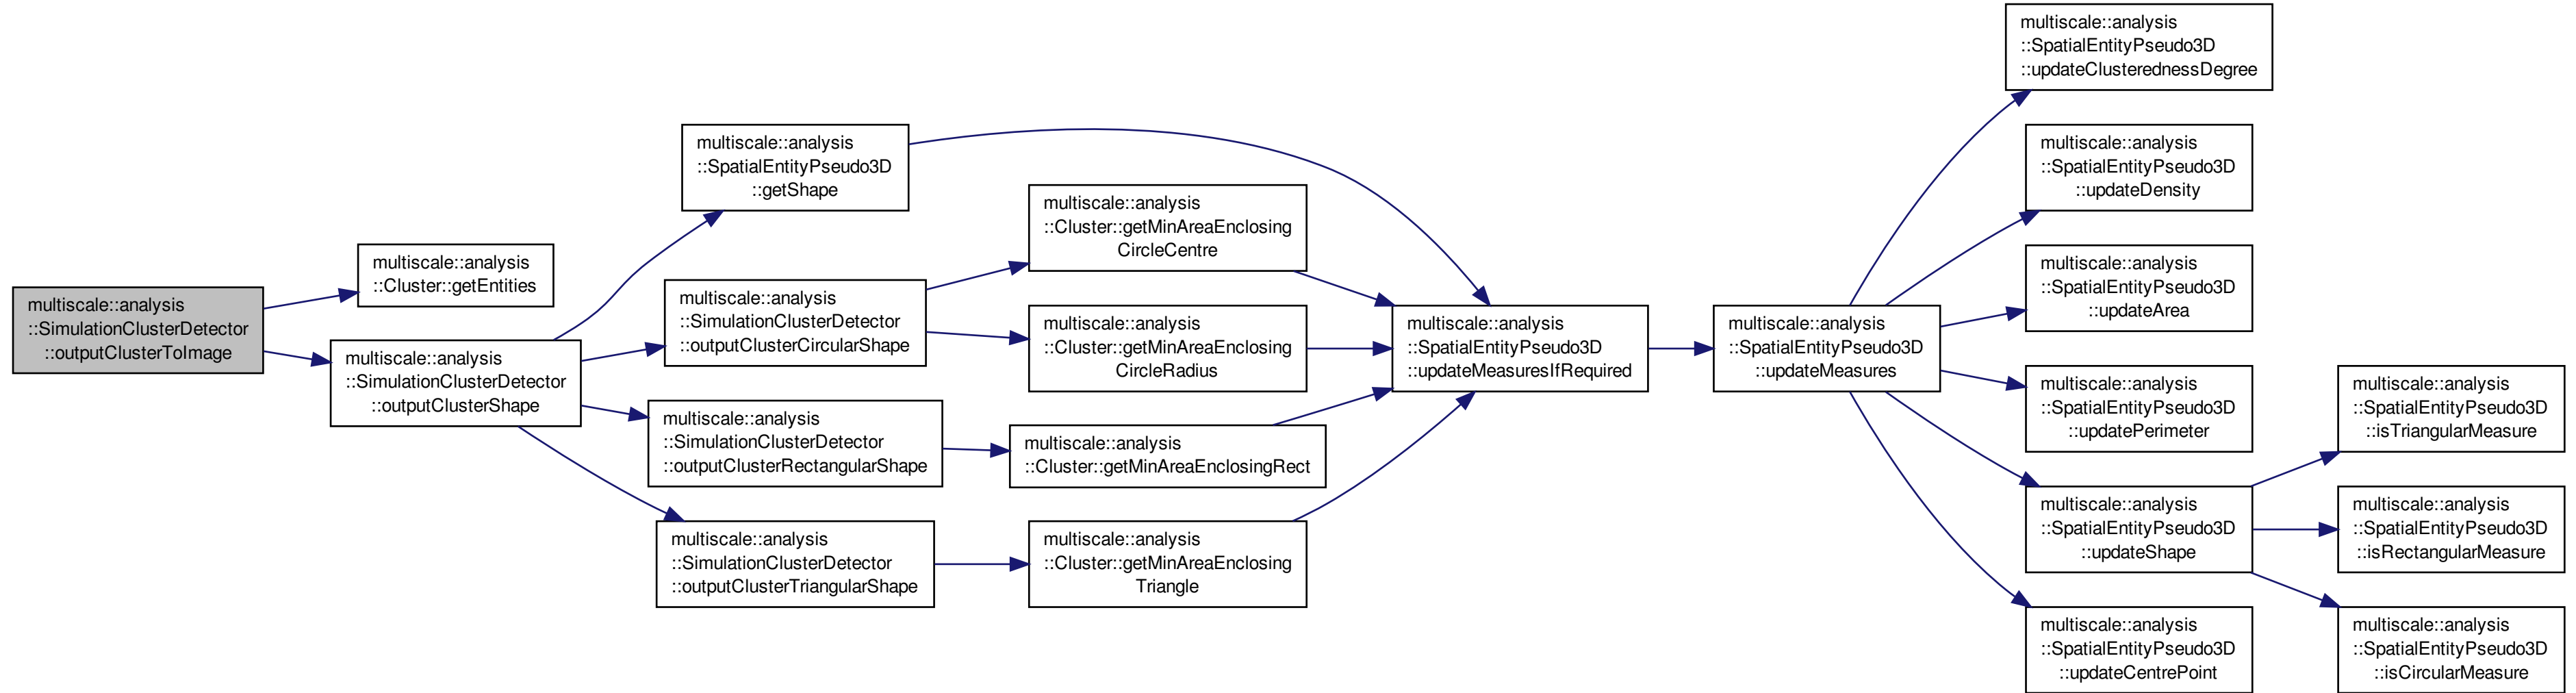 multiscale::analysis
::SimulationClusterDetector
::outputClusterToImage
multiscale::analysis
::Cluster::getEntities
multiscale::analysis
::SimulationClusterDetector
::outputClusterShape
multiscale::analysis
::SpatialEntityPseudo3D
::getShape
multiscale::analysis
::SimulationClusterDetector
::outputClusterCircularShape
multiscale::analysis
::SimulationClusterDetector
::outputClusterRectangularShape
multiscale::analysis
::SimulationClusterDetector
::outputClusterTriangularShape
multiscale::analysis
::Cluster::getMinAreaEnclosing
CircleCentre
multiscale::analysis
::Cluster::getMinAreaEnclosing
CircleRadius
multiscale::analysis
::Cluster::getMinAreaEnclosingRect
multiscale::analysis
::Cluster::getMinAreaEnclosing
Triangle
multiscale::analysis
::SpatialEntityPseudo3D
::updateMeasuresIfRequired
multiscale::analysis
::SpatialEntityPseudo3D
::updateMeasures
multiscale::analysis
::SpatialEntityPseudo3D
::updateClusterednessDegree
multiscale::analysis
::SpatialEntityPseudo3D
::updateDensity
multiscale::analysis
::SpatialEntityPseudo3D
::updateArea
multiscale::analysis
::SpatialEntityPseudo3D
::updatePerimeter
multiscale::analysis
::SpatialEntityPseudo3D
::updateShape
multiscale::analysis
::SpatialEntityPseudo3D
::updateCentrePoint
multiscale::analysis
::SpatialEntityPseudo3D
::isTriangularMeasure
multiscale::analysis
::SpatialEntityPseudo3D
::isRectangularMeasure
multiscale::analysis
::SpatialEntityPseudo3D
::isCircularMeasure